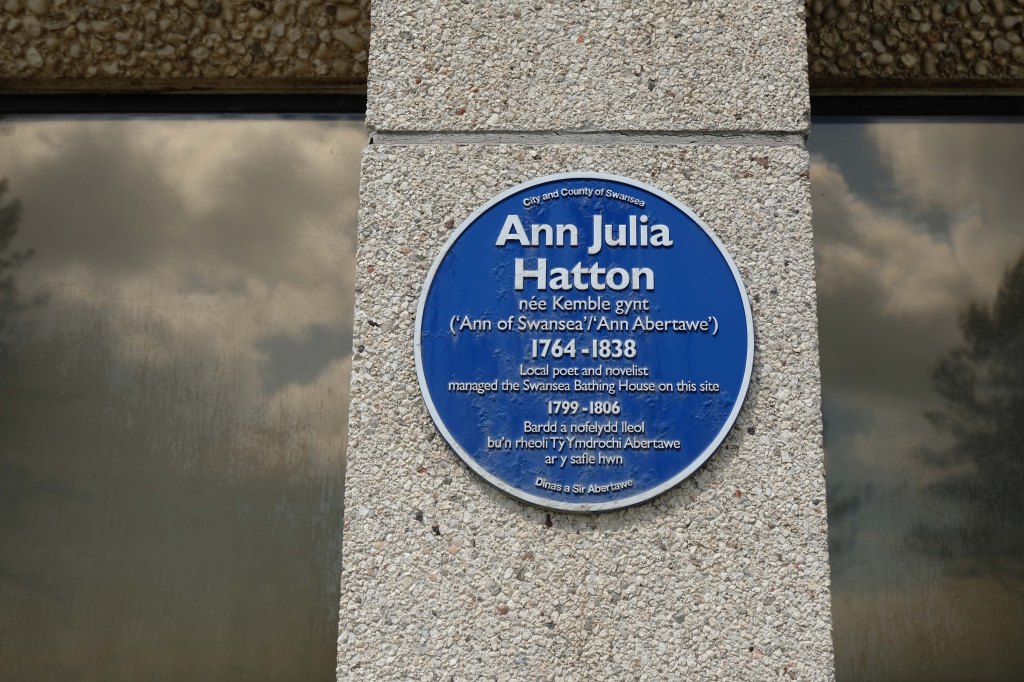 City and County of Swansea
Ann Julia
Hatton
née Kemble gynt
(‘Ann of Swansea’/‘Ann Abertawe’)
1764 - 1838
Local poet and novelist
managed the Swansea Bathing House on this site
1799 - 1806
Bardd a nofelydd lleol
bu'n rheoli Tŷ Ymdrochi Abertawe
ar y safle hwn
Dinas a Sir Abertawe